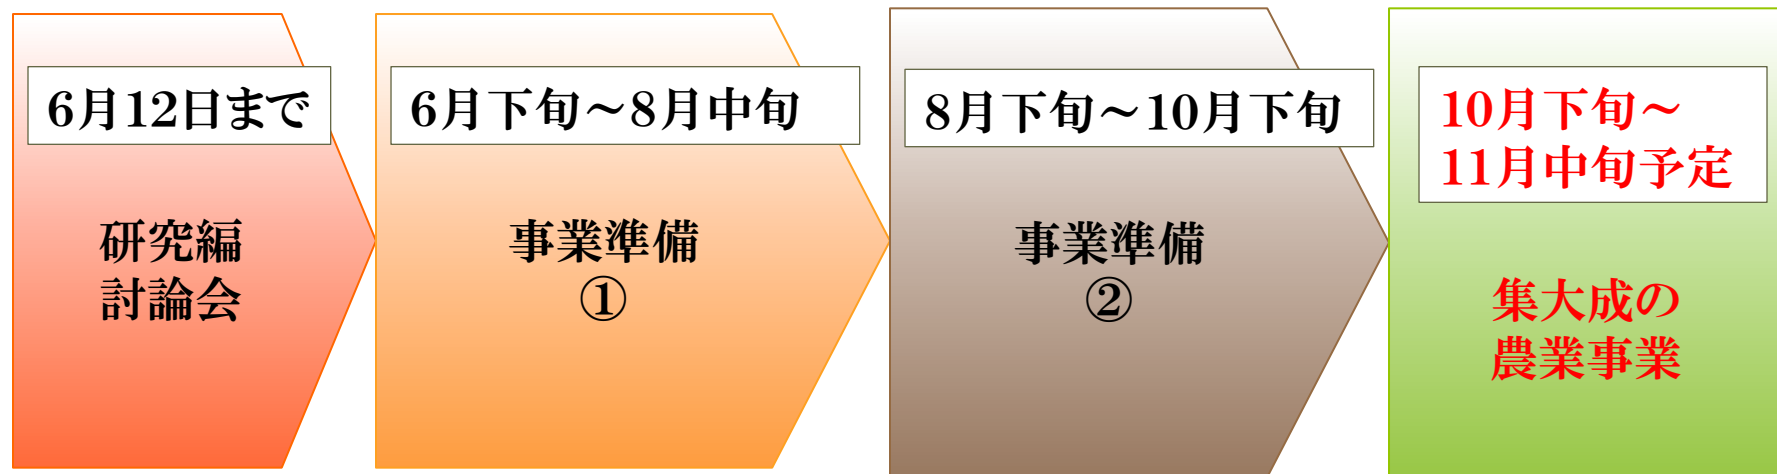 6月12日まで
研究編
討論会
6月下旬～8月中旬
事業準備
①
8月下旬～10月下旬
事業準備
②
10月下旬～
11月中旬予定
集大成の
農業事業